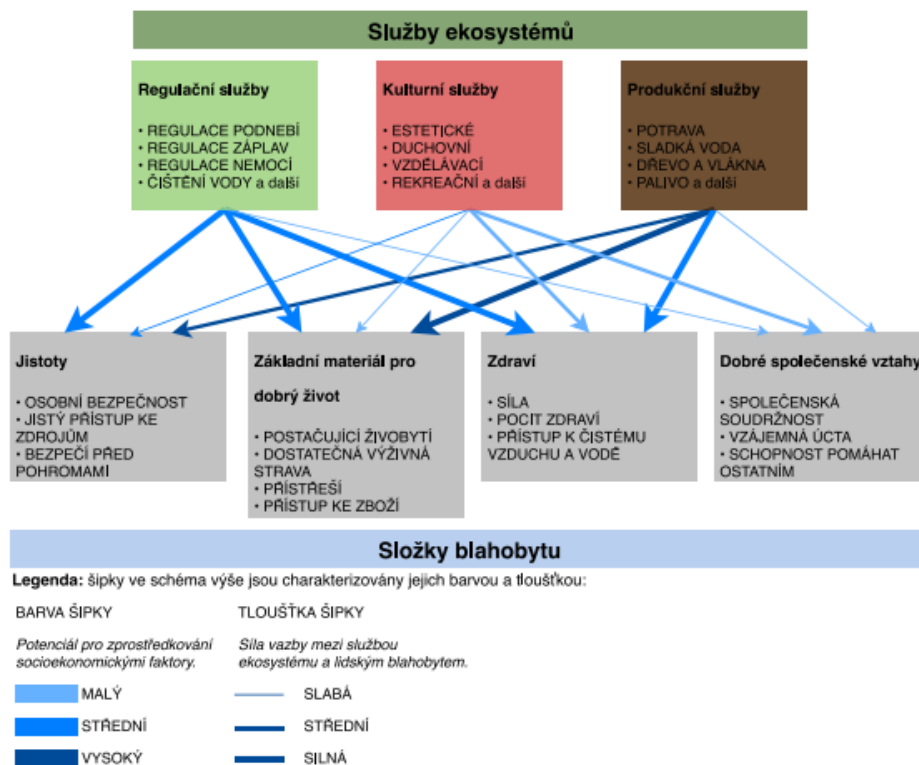 Služby ekosystémů
Regulační služby
• REGULACE PODNEBÍ
• REGULACE ZÁPLAV
• REGULACE NEMOCÍ
• ČIŠTĚNÍ VODY a další
Kulturní služby
• ESTETICKÉ
• DUCHOVNÍ
• VZDĚLÁVACÍ
• REKREAČNÍ a další
Produkční služby
• POTRAVA
• SLADKÁ VODA
• DŘEVO A VLÁKNA
• PALIVO a další
Jistoty
• OSOBNÍ BEZPEČNOST
• JISTÝ PŘÍSTUP KE
ZDROJŮM
• BEZPEČÍ PŘED
POHROMAMI
Základní materiál pro
dobrý život
• POSTAČUJÍCÍ ŽIVOBYTÍ
• DOSTATEČNÁ VÝŽIVNÁ
STRAVA
• PŘÍSTŘEŠÍ
• PŘÍSTUP KE ZBOŽÍ
Zdraví
• SÍLA
• POCIT ZDRAVÍ
• PŘÍSTUP K ČISTÉMU
VZDUCHU A VODĚ
Dobré společenské vztahy
• SPOLEČENSKÁ
SOUDRŽNOST
• VZÁJEMNÁ ÚCTA
• SCHOPNOST POMÁHAT
OSTATNÍM
Složky blahobytu
Legenda: šipky ve schéma výše jsou charakterizovány jejich barvou a tloušťkou:
BARVA ŠIPKY
Potenciál pro zprostředkování
socioekonomickými faktory.
MALÝ
STŘEDNÍ
VYSOKÝ
TLOUŠŤKA ŠIPKY
Síla vazby mezi službou
ekosystému a lidským blahobytem.
SLABÁ
STŘEDNÍ
SILNÁ